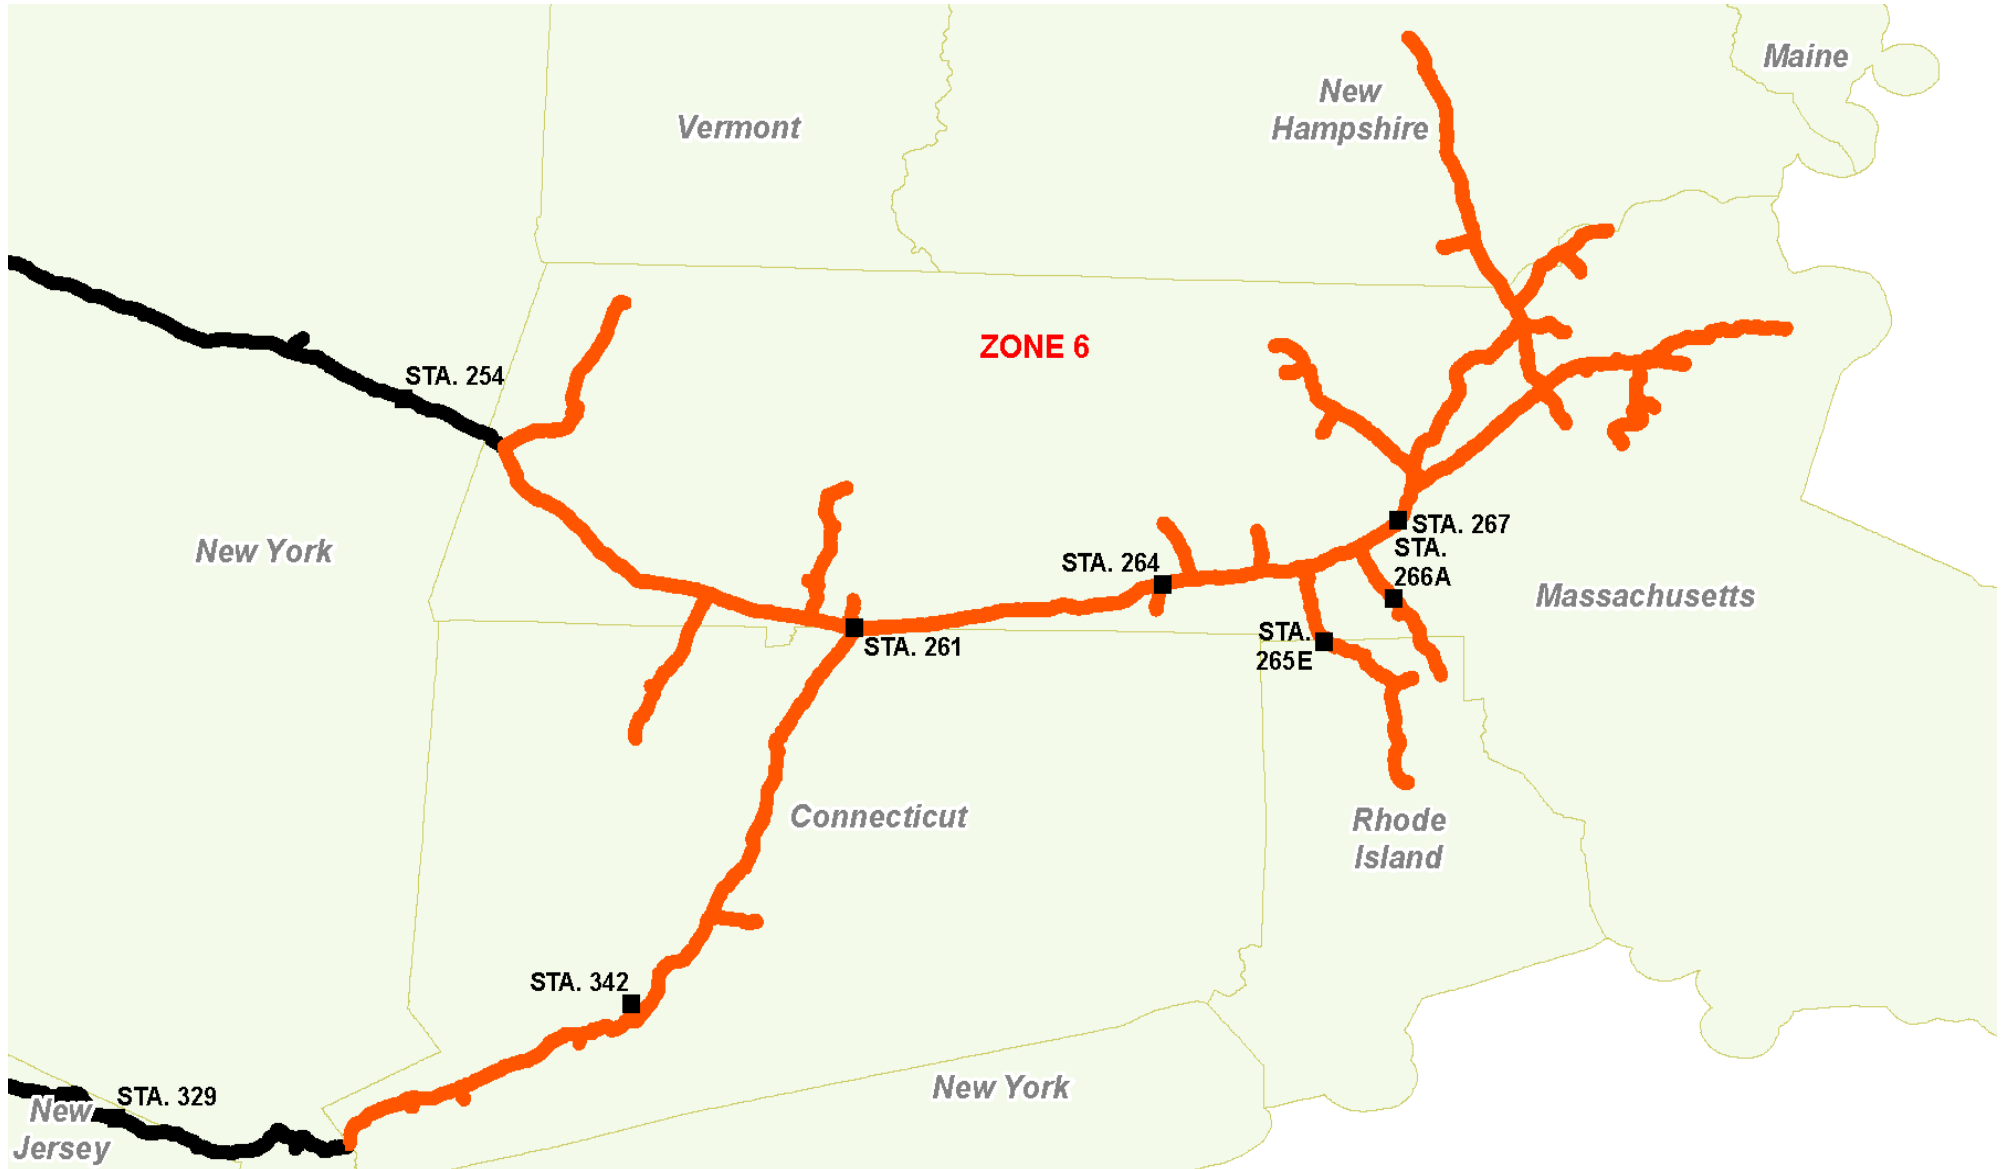 Maine
New
Hampshire
Vermont
ZONE 6
STA. 254
New York
STA. 267
STA.
266A
STA. 264
Massachusetts
STA.
265E
STA. 261
Connecticut
Rhode
Island
STA. 342
New York
STA. 329
New
Jersey